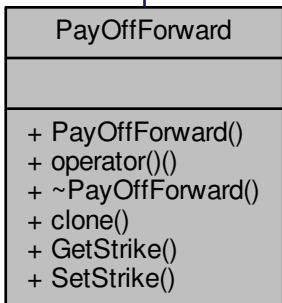 PayOffForward
+ PayOffForward()
+ operator()()
+ ~PayOffForward()
+ clone()
+ GetStrike()
+ SetStrike()